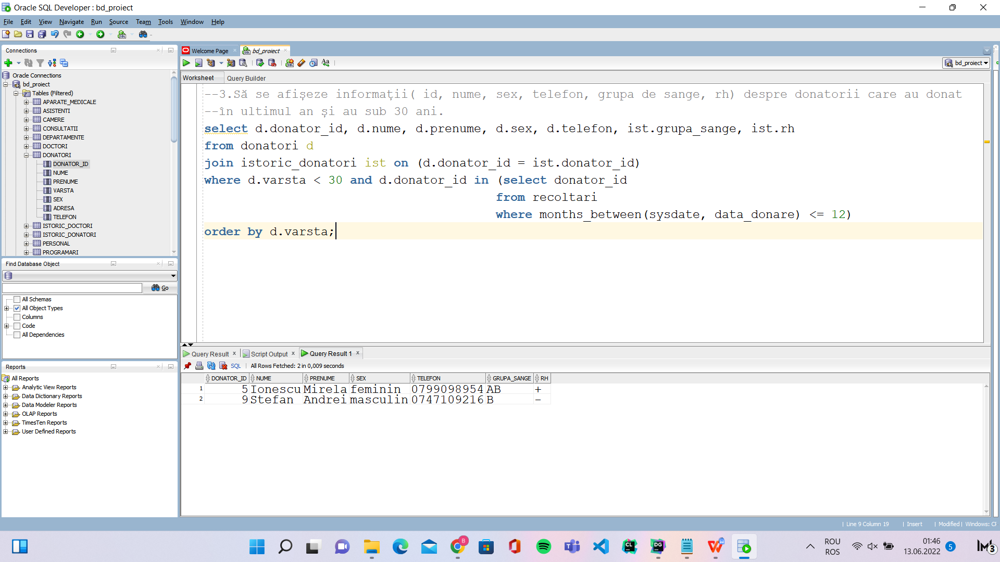 Oracle SQL Developer : bd_proiect
File Edit View Navigate Run Source Team Tools Window Help
Connections
Oracle Connections
bd_proiect
Tables (Filtered)
APARATE_MEDICALE
ASISTENTI
CAMERE
CONSULTATII
DEPARTAMENTE
DOCTORI
DONATORI
DONATOR_ID
NUME
PRENUME
VARSTA
SEX
ADRESA
TELEFON
ISTORIC_DOCTORI
ISTORIC_DONATORI
PERSONAL
PROGRAMARI
Find Database Object
Go
All Schemas
All Object Types
Columns
Code
All Dependencies
Reports
All Reports
Analytic View Reports
Data Dictionary Reports
Data Modeler Reports
OLAP Reports
TimesTen Reports
User Defined Reports
Welcome Page bd_proiect
bd_proiect
Worksheet Query Builder
--3.Să se afișeze informații( id, nume, sex, telefon, grupa de sange, rh) despre donatorii care au donat
--în ultimul an și au sub 30 ani.
select d.donator_id, d.nume, d.prenume, d.sex, d.telefon, ist.grupa_sange, ist.rh
from donatori d
join istoric_donatori ist on (d.donator_id = ist.donator_id)
where d.varsta < 30 and d.donator_id in (select donator_id
from recoltari
where months_between(sysdate, data_donare) <= 12)
order by d.varsta;
Query Result Script Output Query Result 1
SQL All Rows Fetched: 2 in 0,009 seconds
DONATOR_ID NUME PRENUME SEX TELEFON GRUPA_SANGE RH
1 5 Ionescu Mirela feminin 0799098954 AB +
2 9 Stefan Andrei masculin 0747109216 B -
Line 9 Column 19 Insert Modified Windows: CF
ROU
ROS
01:46
13.06.2022
5
3